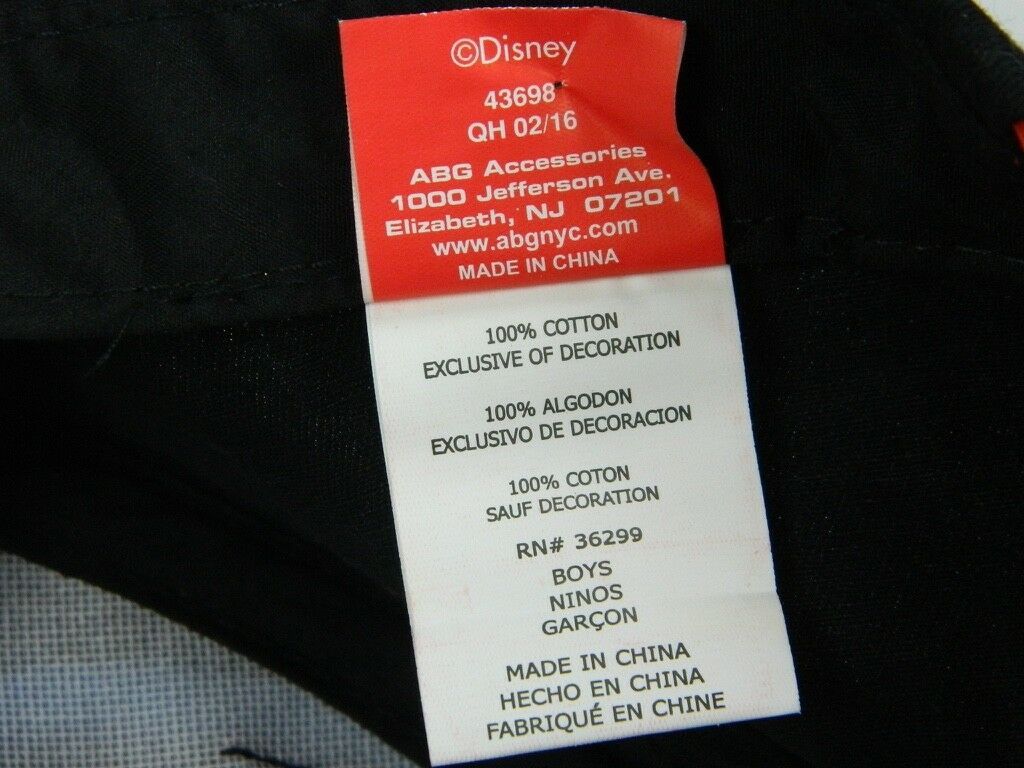 ©Disney
43698
QH 02/16
ABG Accessories
1000 Jefferson Ave.
Elizabeth, NJ 07201
www.abgnyc.com
MADE IN CHINA
100% COTTON
EXCLUSIVE OF DECORATION
100% ALGODON
EXCLUSIVO DE DECORACION
100% COTON
SAUF DECORATION
RN# 36299
BOYS
NINOS
GARÇON
MADE IN CHINA
HECHO EN CHINA
FABRIQUÉ EN CHINE